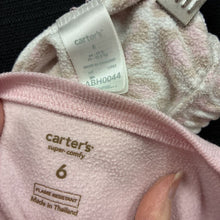 carter's
6
ABH0044
carter's
super-comfy
6
FLAME RESISTANT
Made in Thailand